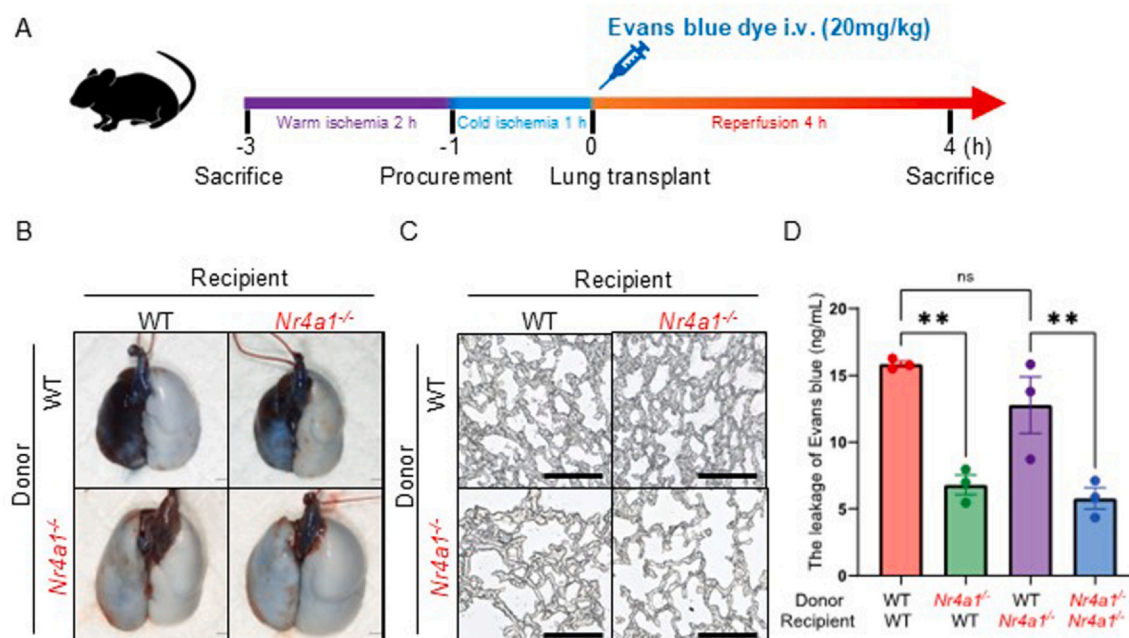 A
Evans blue dye i.v. (20mg/kg)
Warm ischemia 2 h
Cold ischemia 1 h
Reperfusion 4 h
-3
-1
0
4 (h)
Sacrifice
Procurement
Lung transplant
Sacrifice
B
Recipient
WT
Nr4a1-/-
Donor
WT
Nr4a1-/-
C
Recipient
WT
Nr4a1-/-
Donor
WT
Nr4a1-/-
D
The leakage of Evans blue (ng/mL)
20
15
10
5
0
ns
**
**
Donor WT Nr4a1-/- WT Nr4a1-/-
Recipient WT WT Nr4a1-/- Nr4a1-/-